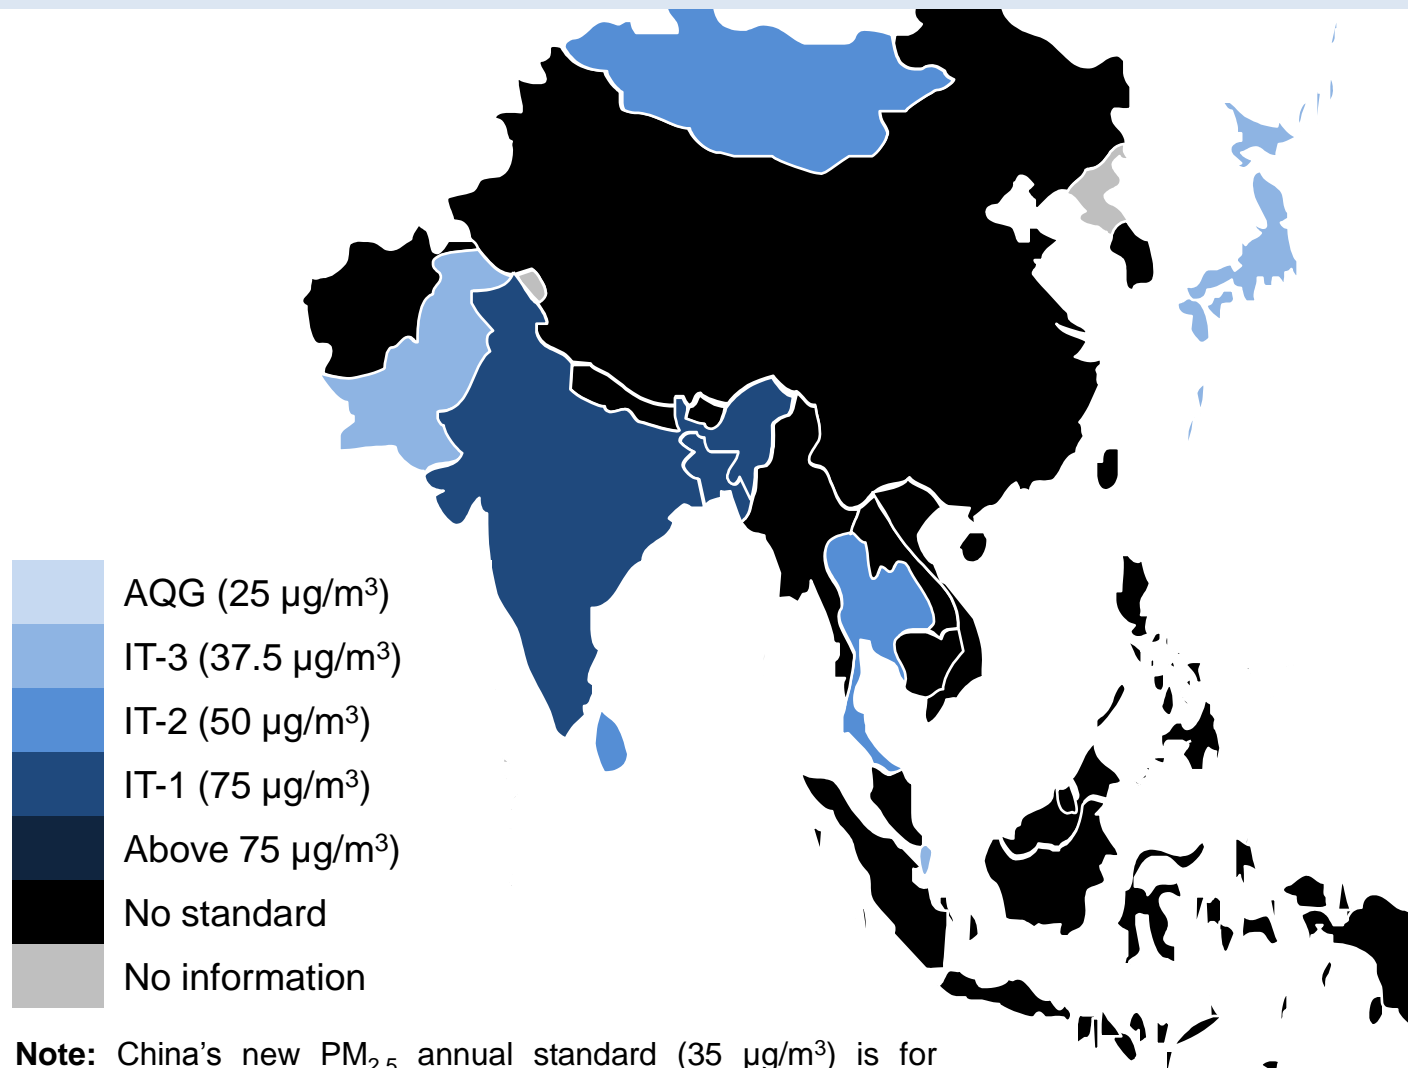 AQG (25 µg/m³)
IT-3 (37.5 µg/m³)
IT-2 (50 µg/m³)
IT-1 (75 µg/m³)
Above 75 µg/m³)
No standard
No information
Note: China's new PM₂.₅ annual standard (35 µg/m³) is for